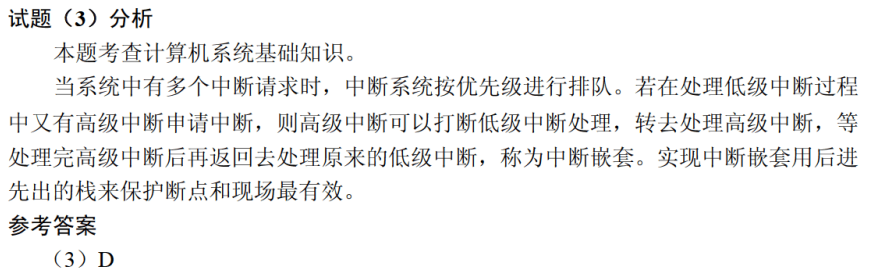 试题（3）分析
本题考查计算机系统基础知识。
当系统中有多个中断请求时，中断系统按优先级进行排队。若在处理低级中断过程
中又有高级中断申请中断，则高级中断可以打断低级中断处理，转去处理高级中断，等
处理完高级中断后再返回去处理原来的低级中断，称为中断嵌套。实现中断嵌套用后进
先出的栈来保护断点和现场最有效。
参考答案
（3）D